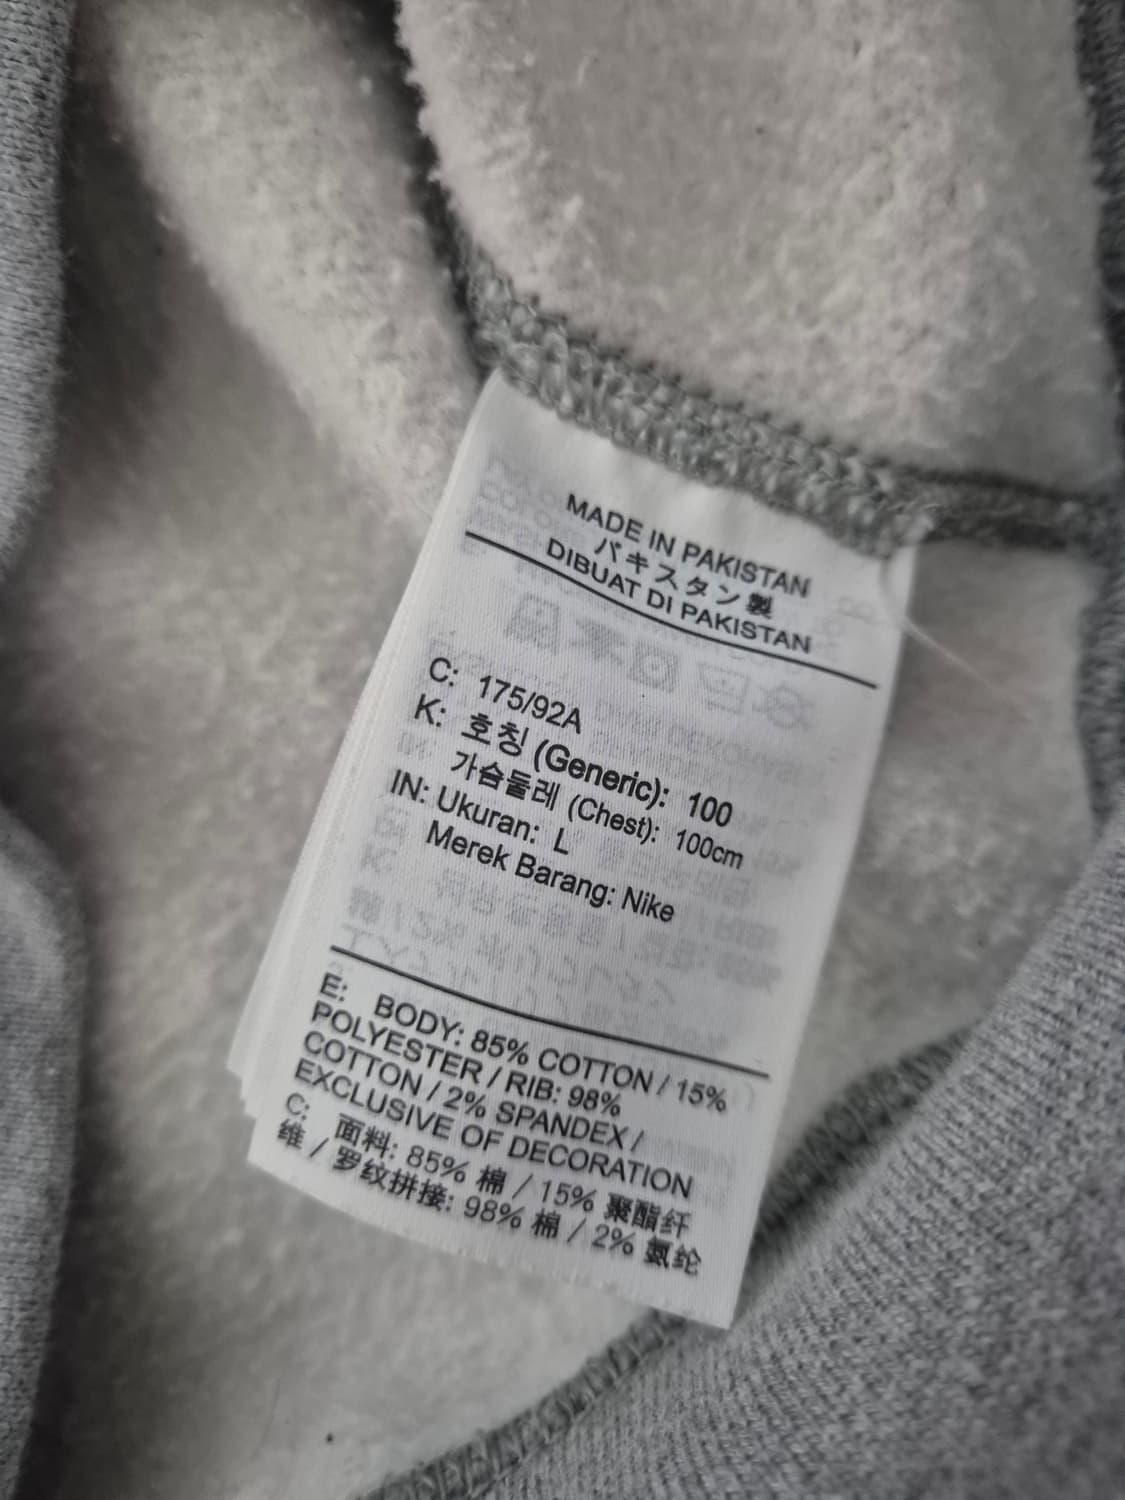 MADE IN PAKISTAN
パキスタン製
DIBUAT DI PAKISTAN
C: 175/92A
K: 호칭 (Generic): 100
가슴둘레 (Chest): 100cm
IN: Ukuran: L
Merek Barang: Nike
E: BODY: 85% COTTON / 15%
POLYESTER / RIB: 98%
COTTON / 2% SPANDEX /
EXCLUSIVE OF DECORATION
C: 面料: 85% 棉 / 15% 聚酯纤
维 / 罗纹拼接: 98% 棉 / 2% 氨纶